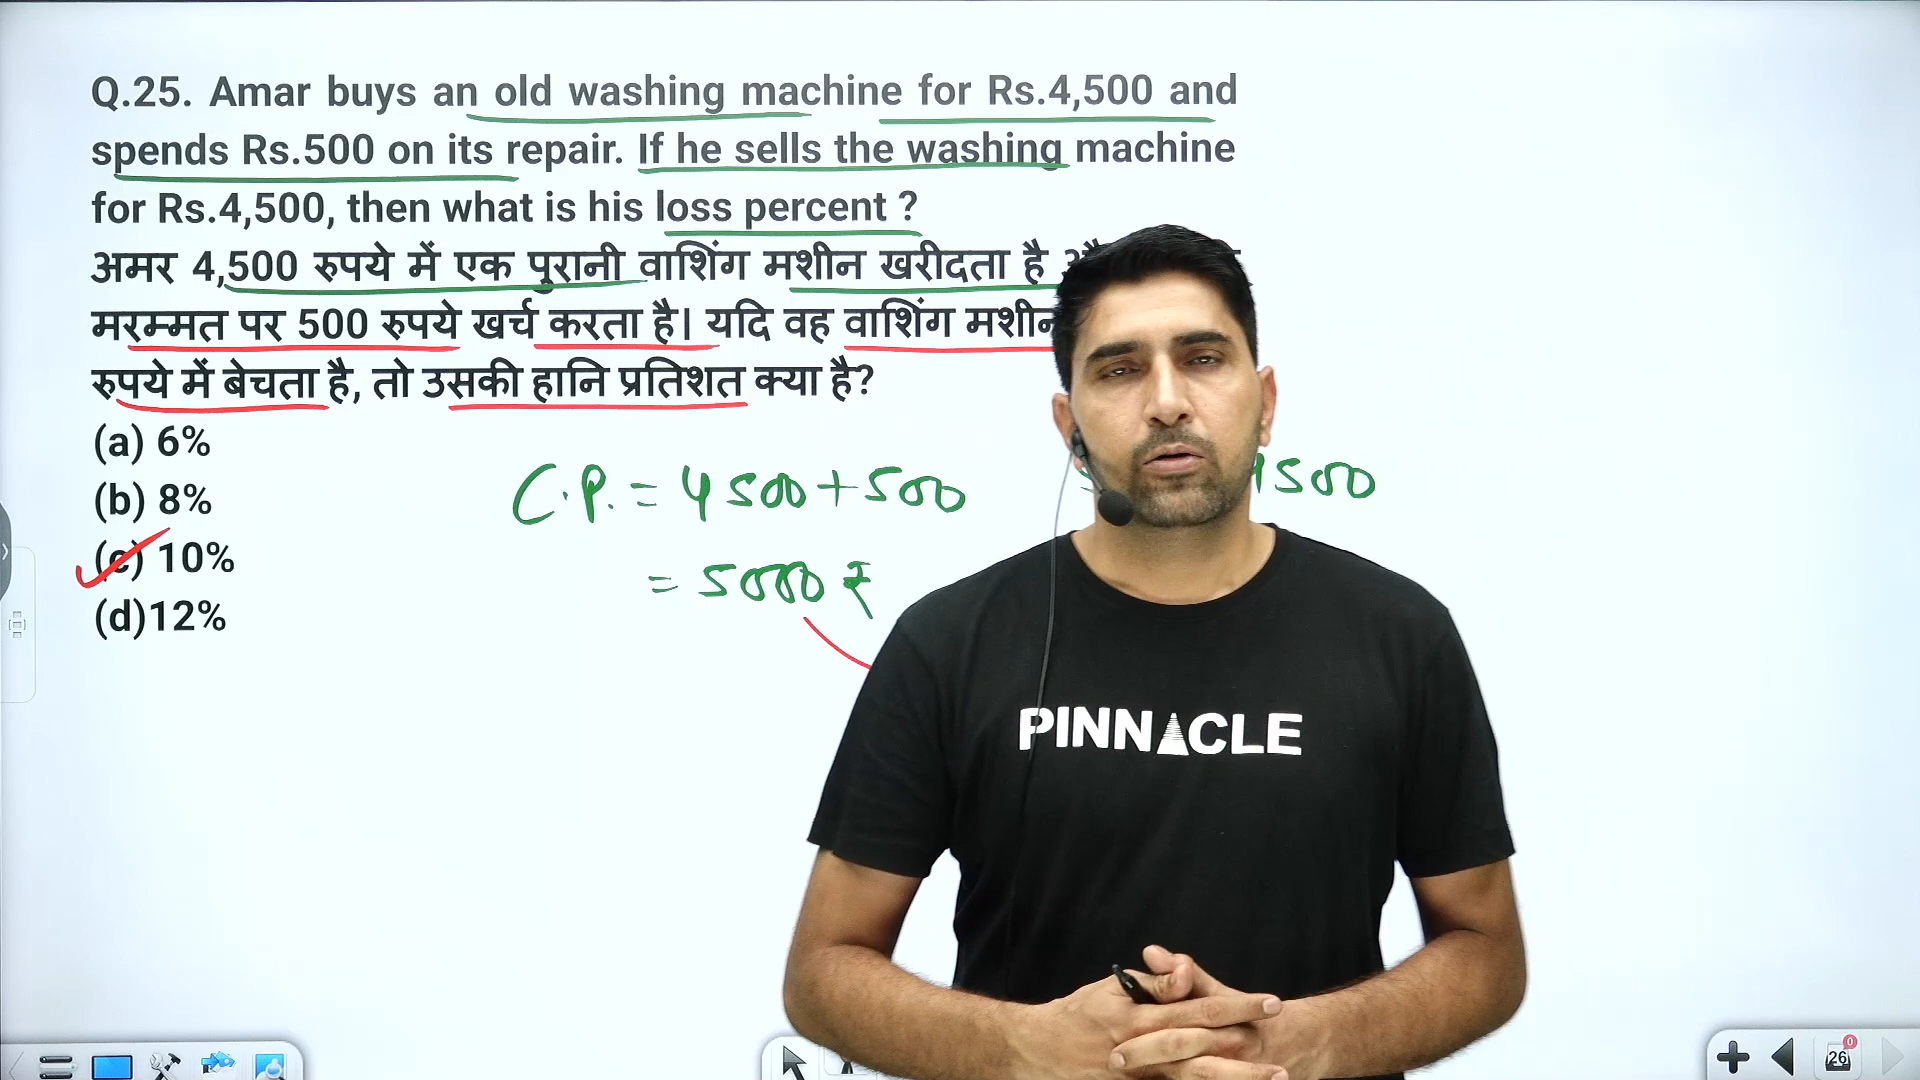 Q.25. Amar buys an old washing machine for Rs.4,500 and
spends Rs.500 on its repair. If he sells the washing machine
for Rs.4,500, then what is his loss percent ?
अमर 4,500 रुपये में एक पुरानी वाशिंग मशीन खरीदता है
मरम्मत पर 500 रुपये खर्च करता है। यदि वह वाशिंग मशीन
रुपये में बेचता है, तो उसकी हानि प्रतिशत क्या है?
(a) 6%
(b) 8%
(c) 10%
(d)12%
C.P. = 4500+500
= 5000 ₹
4500
PINNACLE
26
0